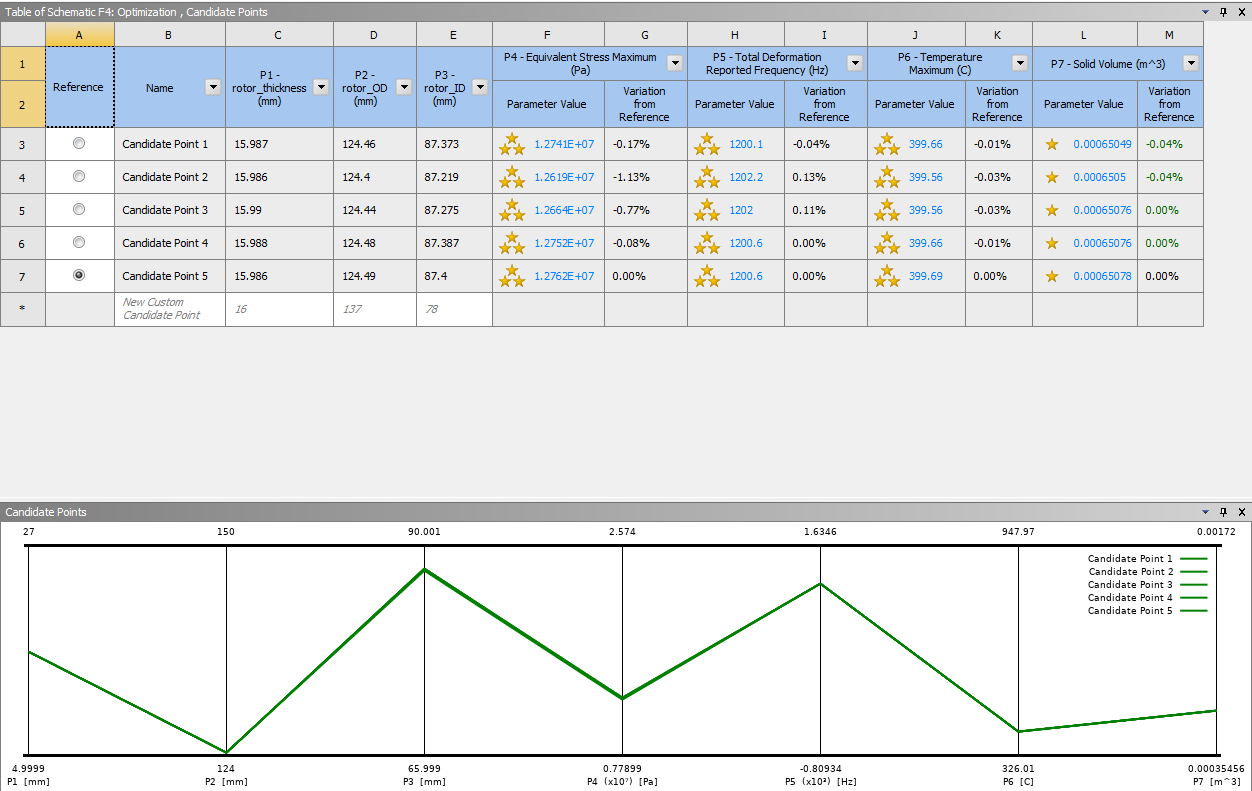 Table of Schematic F4: Optimization , Candidate Points
A B C D E F G H I J K L M
1 Reference Name P1 - rotor_thickness (mm) P2 - rotor_OD (mm) P3 - rotor_ID (mm) P4 - Equivalent Stress Maximum (Pa) P5 - Total Deformation Reported Frequency (Hz) P6 - Temperature Maximum (C) P7 - Solid Volume (m^3)
2 Parameter Value Variation from Reference Parameter Value Variation from Reference Parameter Value Variation from Reference Parameter Value Variation from Reference
3 Candidate Point 1 15.987 124.46 87.373 1.2741E+07 -0.17% 1200.1 -0.04% 399.66 -0.01% 0.00065049 -0.04%
4 Candidate Point 2 15.986 124.4 87.219 1.2619E+07 -1.13% 1202.2 0.13% 399.56 -0.03% 0.0006505 -0.04%
5 Candidate Point 3 15.99 124.44 87.275 1.2664E+07 -0.77% 1202 0.11% 399.56 -0.03% 0.00065076 0.00%
6 Candidate Point 4 15.988 124.48 87.387 1.2752E+07 -0.08% 1200.6 0.00% 399.66 -0.01% 0.00065076 0.00%
7 Candidate Point 5 15.986 124.49 87.4 1.2762E+07 0.00% 1200.6 0.00% 399.69 0.00% 0.00065078 0.00%
* New Custom Candidate Point 16 137 78
Candidate Points
27 150 90.001 2.574 1.6346 947.97 0.00172
Candidate Point 1
Candidate Point 2
Candidate Point 3
Candidate Point 4
Candidate Point 5
4.9999 124 65.999 0.77899 -0.80934 326.01 0.00035456
P1 [mm] P2 [mm] P3 [mm] P4 (x10⁷) [Pa] P5 (x10³) [Hz] P6 [C] P7 [m^3]